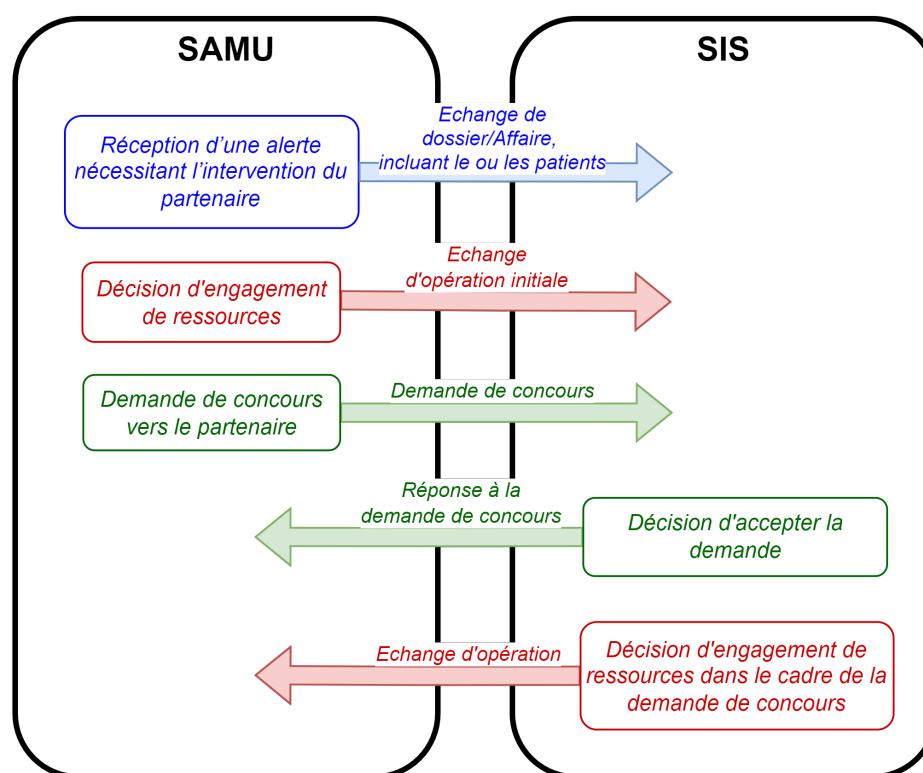 SAMU
SIS
Réception d'une alerte
nécessitant l'intervention du
partenaire
Echange de
dossier/Affaire,
incluant le ou les patients
Décision d'engagement
de ressources
Echange
d'opération initiale
Demande de concours
vers le partenaire
Demande de concours
Réponse à la
demande de concours
Décision d'accepter la
demande
Echange d'opération
Décision d'engagement de
ressources dans le cadre de la
demande de concours